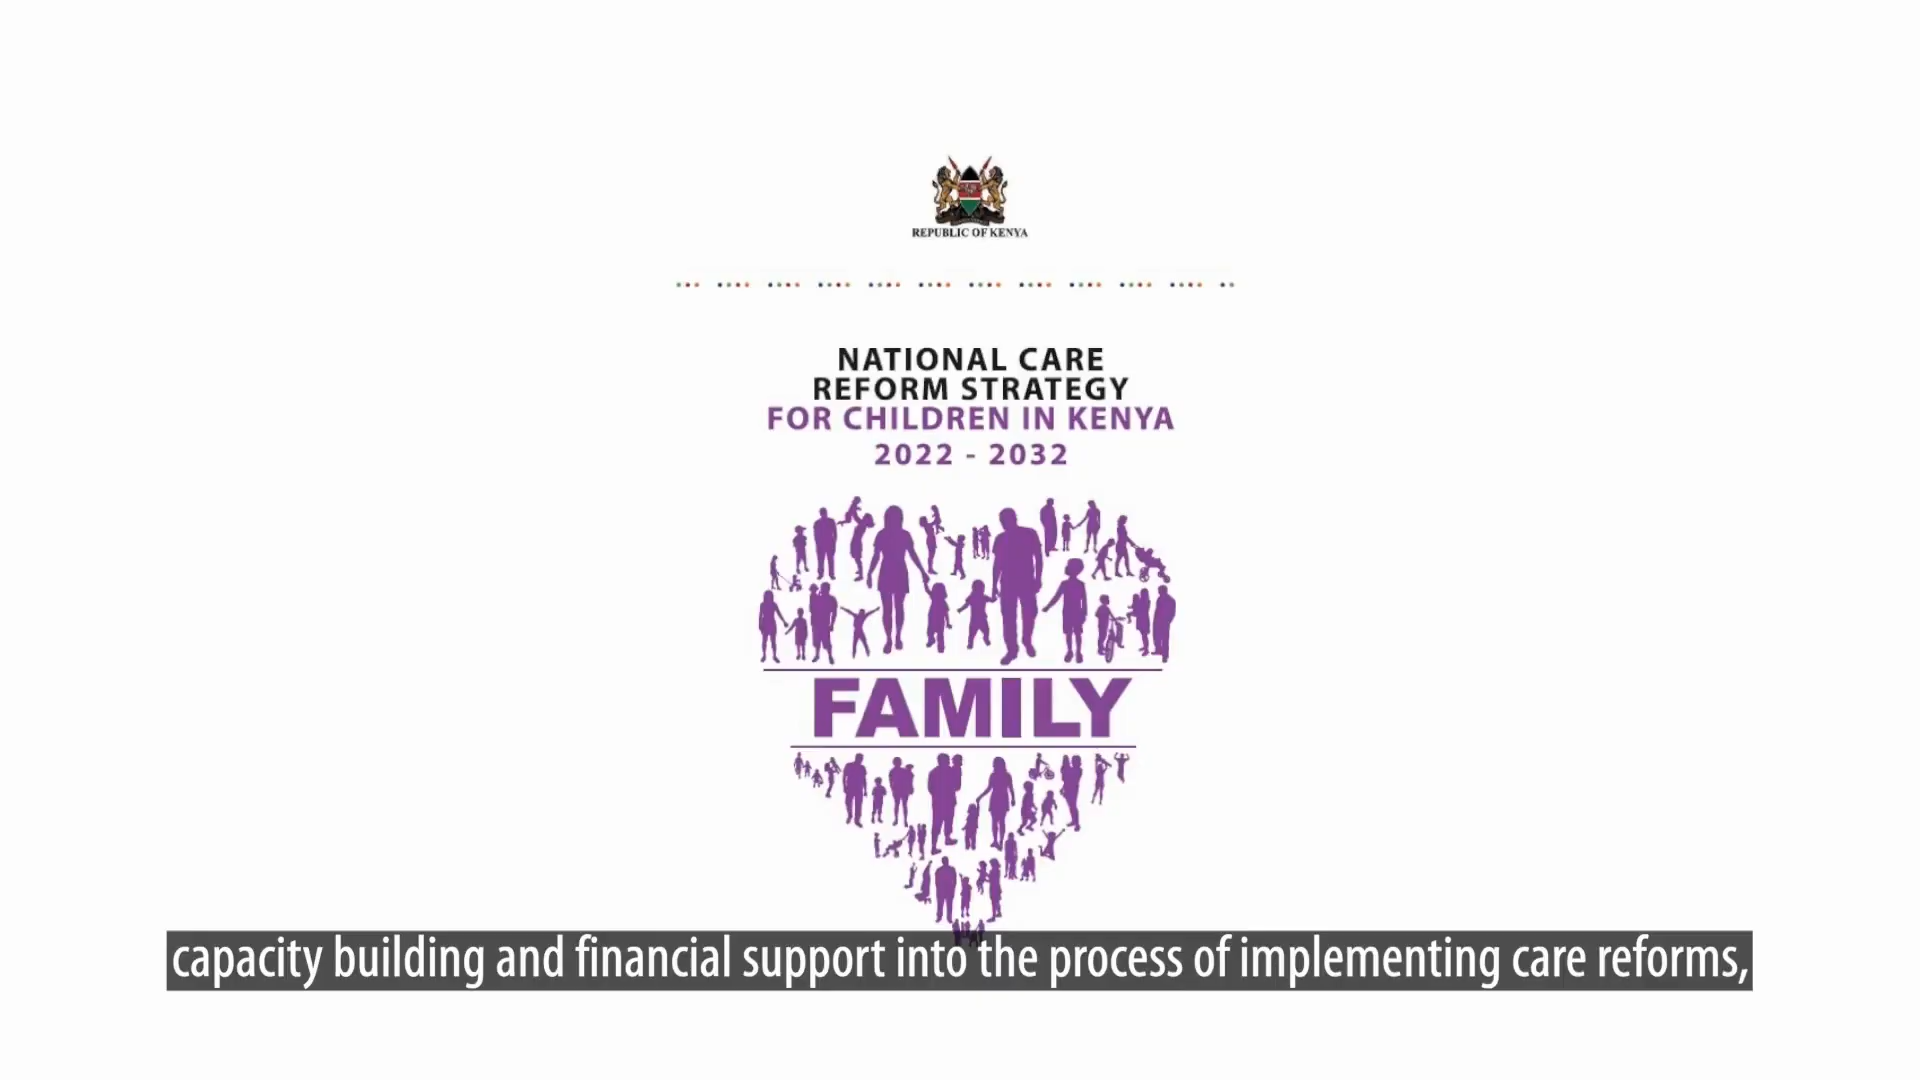 REPUBLIC OF KENYA
NATIONAL CARE
REFORM STRATEGY
FOR CHILDREN IN KENYA
2022 - 2032
FAMILY
capacity building and financial support into the process of implementing care reforms,